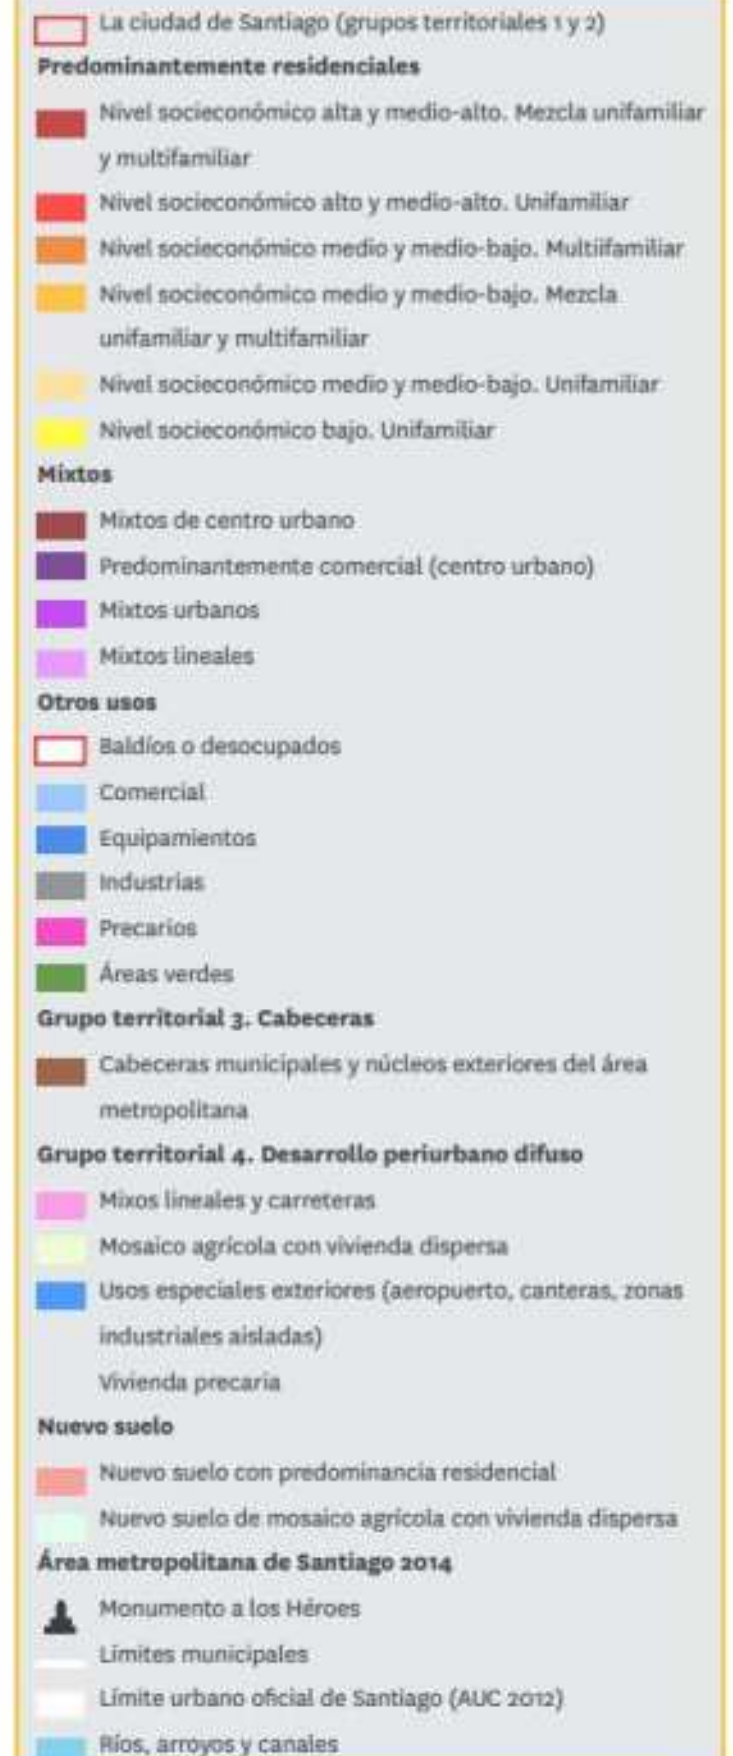 La ciudad de Santiago (grupos territoriales 1 y 2)
Predominantemente residenciales
Nivel socieconómico alta y medio-alto. Mezcla unifamiliar
y multifamiliar
Nivel socieconómico alto y medio-alto. Unifamiliar
Nivel socieconómico medio y medio-bajo. Multiifamiliar
Nivel socieconómico medio y medio-bajo. Mezcla
unifamiliar y multifamiliar
Nivel socieconómico medio y medio-bajo. Unifamiliar
Nivel socieconómico bajo. Unifamiliar
Mixtos
Mixtos de centro urbano
Predominantemente comercial (centro urbano)
Mixtos urbanos
Mixtos lineales
Otros usos
Baldíos o desocupados
Comercial
Equipamientos
Industrias
Precarios
Áreas verdes
Grupo territorial 3. Cabeceras
Cabeceras municipales y núcleos exteriores del área
metropolitana
Grupo territorial 4. Desarrollo periurbano difuso
Mixos lineales y carreteras
Mosaico agrícola con vivienda dispersa
Usos especiales exteriores (aeropuerto, canteras, zonas
industriales aisladas)
Vivienda precaria
Nuevo suelo
Nuevo suelo con predominancia residencial
Nuevo suelo de mosaico agrícola con vivienda dispersa
Área metropolitana de Santiago 2014
Monumento a los Héroes
Límites municipales
Límite urbano oficial de Santiago (AUC 2012)
Ríos, arroyos y canales